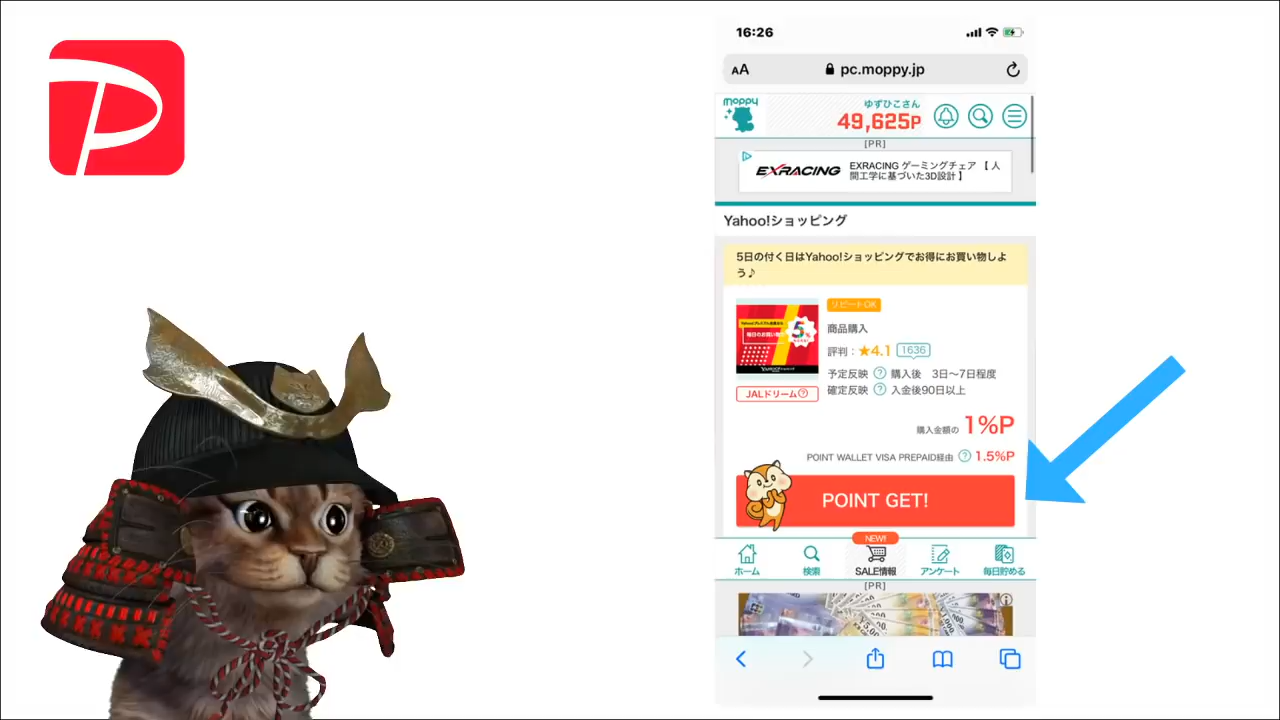 16:26
AA
pc.moppy.jp
moppy
ゆずひこさん
49,625P
[PR]
EXRACING
EXRACING ゲーミングチェア 【 人
間工学に基づいた3D設計 】
Yahoo!ショッピング
5日の付く日はYahoo!ショッピングでお得にお買い物しよ
う♪
リピートOK
商品購入
評判：★4.1 1636
予定反映 ? 購入後 3日〜7日程度
確定反映 ? 入金後90日以上
JALドリーム?
購入金額の 1%P
POINT WALLET VISA PREPAID経由 ? 1.5%P
POINT GET!
NEW!
ホーム
検索
SALE情報
アンケート
毎日貯める
[PR]